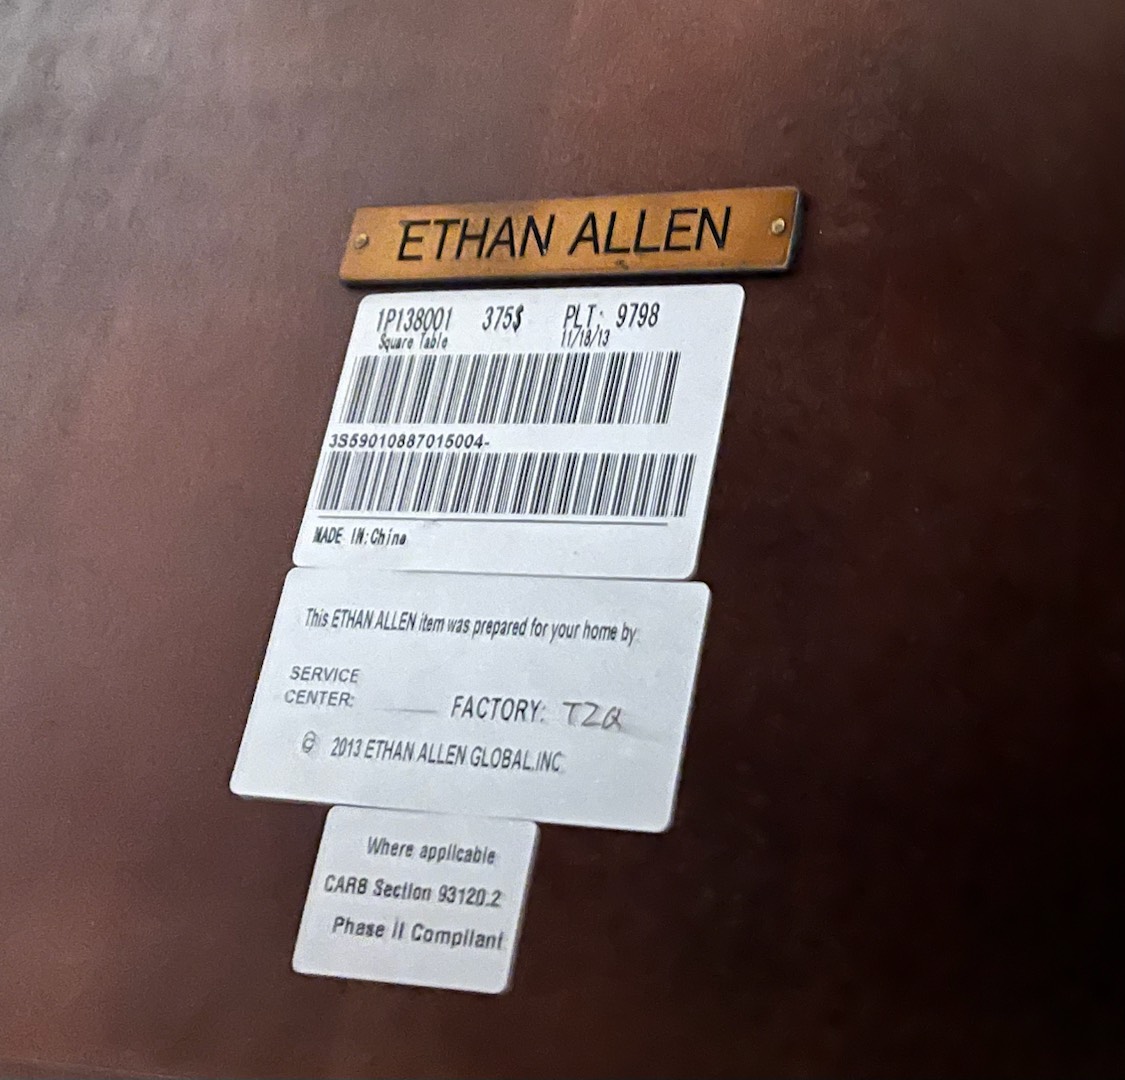 ETHAN ALLEN
1P138001 375$ PLT: 9798
Square Table 11/18/13
3S59010887015004-
MADE IN:China
This ETHAN ALLEN item was prepared for your home by:
SERVICE
CENTER: ____ FACTORY: TZQ
© 2013 ETHAN ALLEN GLOBAL,INC
Where applicable
CARB Section 93120.2
Phase II Compliant